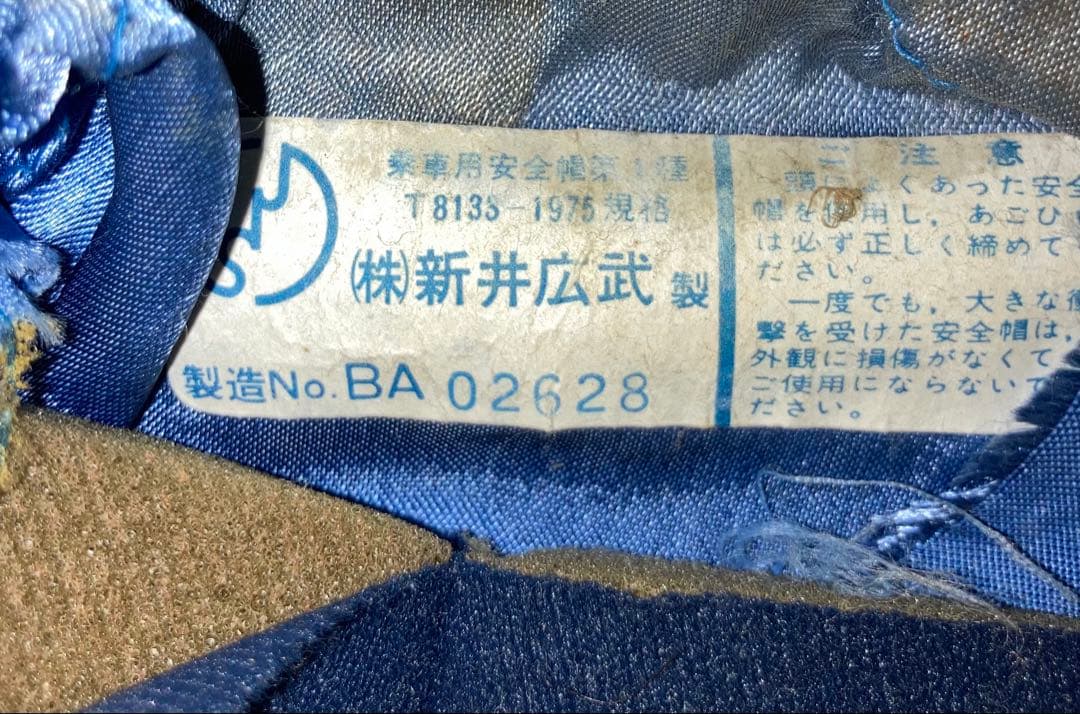 乗車用安全帽第1種
T8133-1975規格
(株)新井広武 製
製造No.BA 02628
ご注意
頭によくあった安全
帽を使用し、あごひ
は必ず正しく締めて
ださい。
一度でも、大きな衝
撃を受けた安全帽は、
外観に損傷がなくて
ご使用にならないで
ださい。